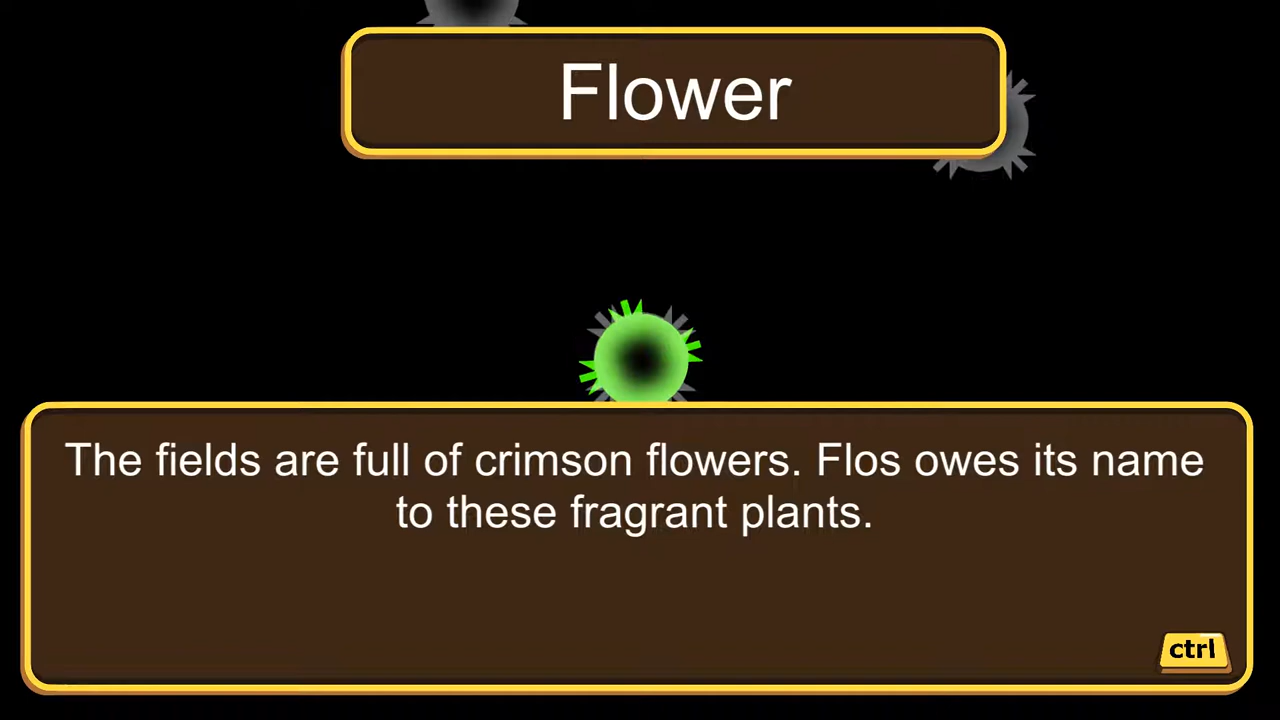 Flower
The fields are full of crimson flowers. Flos owes its name
to these fragrant plants.
ctrl